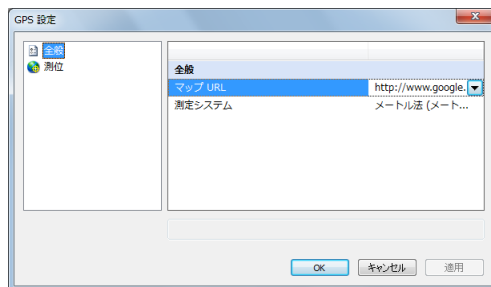 GPS 設定
全般
測位
全般
マップ URL http://www.google.
測定システム メートル法 (メート...
OK キャンセル 適用